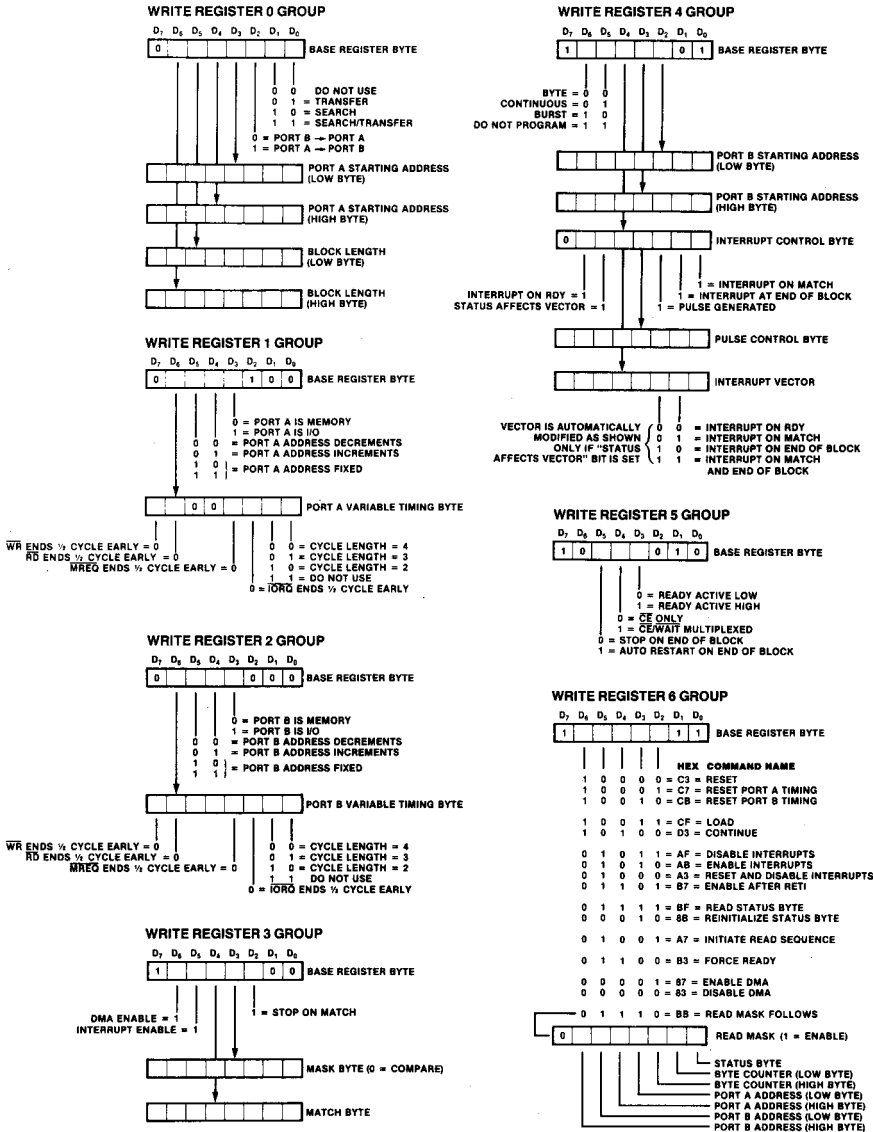 WRITE REGISTER 0 GROUP
D7 D6 D5 D4 D3 D2 D1 D0
0 BASE REGISTER BYTE
0 0 DO NOT USE
0 1 = TRANSFER
1 0 = SEARCH
1 1 = SEARCH/TRANSFER
0 = PORT B → PORT A
1 = PORT A → PORT B
PORT A STARTING ADDRESS
(LOW BYTE)
PORT A STARTING ADDRESS
(HIGH BYTE)
BLOCK LENGTH
(LOW BYTE)
BLOCK LENGTH
(HIGH BYTE)
WRITE REGISTER 1 GROUP
D7 D6 D5 D4 D3 D2 D1 D0
0 1 0 0 BASE REGISTER BYTE
0 = PORT A IS MEMORY
1 = PORT A IS I/O
0 0 = PORT A ADDRESS DECREMENTS
0 1 = PORT A ADDRESS INCREMENTS
1 0
1 1 } = PORT A ADDRESS FIXED
0 0 PORT A VARIABLE TIMING BYTE
WR ENDS ½ CYCLE EARLY = 0
RD ENDS ½ CYCLE EARLY = 0
MREQ ENDS ½ CYCLE EARLY = 0
0 0 = CYCLE LENGTH = 4
0 1 = CYCLE LENGTH = 3
1 0 = CYCLE LENGTH = 2
1 1 = DO NOT USE
0 = IORQ ENDS ½ CYCLE EARLY
WRITE REGISTER 2 GROUP
D7 D6 D5 D4 D3 D2 D1 D0
0 0 0 0 BASE REGISTER BYTE
0 = PORT B IS MEMORY
1 = PORT B IS I/O
0 0 = PORT B ADDRESS DECREMENTS
0 1 = PORT B ADDRESS INCREMENTS
1 0
1 1 } = PORT B ADDRESS FIXED
PORT B VARIABLE TIMING BYTE
WR ENDS ½ CYCLE EARLY = 0
RD ENDS ½ CYCLE EARLY = 0
MREQ ENDS ½ CYCLE EARLY = 0
0 0 = CYCLE LENGTH = 4
0 1 = CYCLE LENGTH = 3
1 0 = CYCLE LENGTH = 2
1 1 DO NOT USE
0 = IORQ ENDS ½ CYCLE EARLY
WRITE REGISTER 3 GROUP
D7 D6 D5 D4 D3 D2 D1 D0
1 0 0 BASE REGISTER BYTE
1 = STOP ON MATCH
DMA ENABLE = 1
INTERRUPT ENABLE = 1
MASK BYTE (0 = COMPARE)
MATCH BYTE
WRITE REGISTER 4 GROUP
D7 D6 D5 D4 D3 D2 D1 D0
1 0 1 BASE REGISTER BYTE
BYTE = 0 0
CONTINUOUS = 0 1
BURST = 1 0
DO NOT PROGRAM = 1 1
PORT B STARTING ADDRESS
(LOW BYTE)
PORT B STARTING ADDRESS
(HIGH BYTE)
0 INTERRUPT CONTROL BYTE
1 = INTERRUPT ON MATCH
INTERRUPT ON RDY = 1 1 = INTERRUPT AT END OF BLOCK
STATUS AFFECTS VECTOR = 1 1 = PULSE GENERATED
PULSE CONTROL BYTE
INTERRUPT VECTOR
VECTOR IS AUTOMATICALLY 0 0 = INTERRUPT ON RDY
MODIFIED AS SHOWN 0 1 = INTERRUPT ON MATCH
ONLY IF "STATUS 1 0 = INTERRUPT ON END OF BLOCK
AFFECTS VECTOR" BIT IS SET 1 1 = INTERRUPT ON MATCH
AND END OF BLOCK
WRITE REGISTER 5 GROUP
D7 D6 D5 D4 D3 D2 D1 D0
1 0 0 1 0 BASE REGISTER BYTE
0 = READY ACTIVE LOW
1 = READY ACTIVE HIGH
0 = CE ONLY
1 = CE/WAIT MULTIPLEXED
0 = STOP ON END OF BLOCK
1 = AUTO RESTART ON END OF BLOCK
WRITE REGISTER 6 GROUP
D7 D6 D5 D4 D3 D2 D1 D0
1 1 1 BASE REGISTER BYTE
HEX COMMAND NAME
1 0 0 0 0 = C3 = RESET
1 0 0 0 1 = C7 = RESET PORT A TIMING
1 0 0 1 0 = CB = RESET PORT B TIMING
1 0 0 1 1 = CF = LOAD
1 0 1 0 0 = D3 = CONTINUE
0 1 0 1 1 = AF = DISABLE INTERRUPTS
0 1 0 1 0 = AB = ENABLE INTERRUPTS
0 1 0 0 0 = A3 = RESET AND DISABLE INTERRUPTS
0 1 1 0 1 = B7 = ENABLE AFTER RETI
0 1 1 1 1 = BF = READ STATUS BYTE
0 0 0 1 0 = 8B = REINITIALIZE STATUS BYTE
0 1 0 0 1 = A7 = INITIATE READ SEQUENCE
0 1 1 0 0 = B3 = FORCE READY
0 0 0 0 1 = 87 = ENABLE DMA
0 0 0 0 0 = 83 = DISABLE DMA
0 1 1 1 0 = BB = READ MASK FOLLOWS
0 READ MASK (1 = ENABLE)
STATUS BYTE
BYTE COUNTER (LOW BYTE)
BYTE COUNTER (HIGH BYTE)
PORT A ADDRESS (LOW BYTE)
PORT A ADDRESS (HIGH BYTE)
PORT B ADDRESS (LOW BYTE)
PORT B ADDRESS (HIGH BYTE)